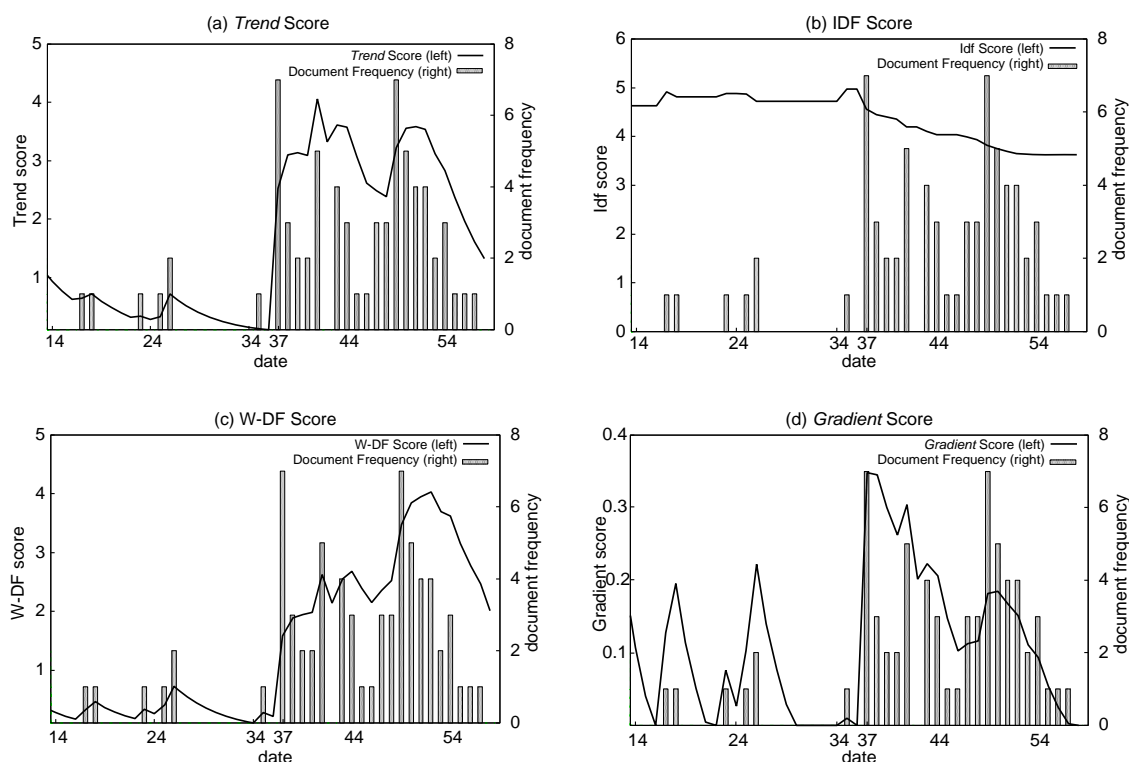 (a) Trend Score
5
4
3
2
1
8
6
4
2
0
Trend Score (left)
Document Frequency (right)
Trend score
document frequency
14 24 34 37 44 54
date
(b) IDF Score
6
5
4
3
2
1
0
8
6
4
2
0
Idf Score (left)
Document Frequency (right)
Idf score
document frequency
14 24 34 37 44 54
date
(c) W-DF Score
5
4
3
2
1
8
6
4
2
0
W-DF Score (left)
Document Frequency (right)
W-DF score
document frequency
14 24 34 37 44 54
date
(d) Gradient Score
0.4
0.3
0.2
0.1
8
6
4
2
0
Gradient Score (left)
Document Frequency (right)
Gradient score
document frequency
14 24 34 37 44 54
date